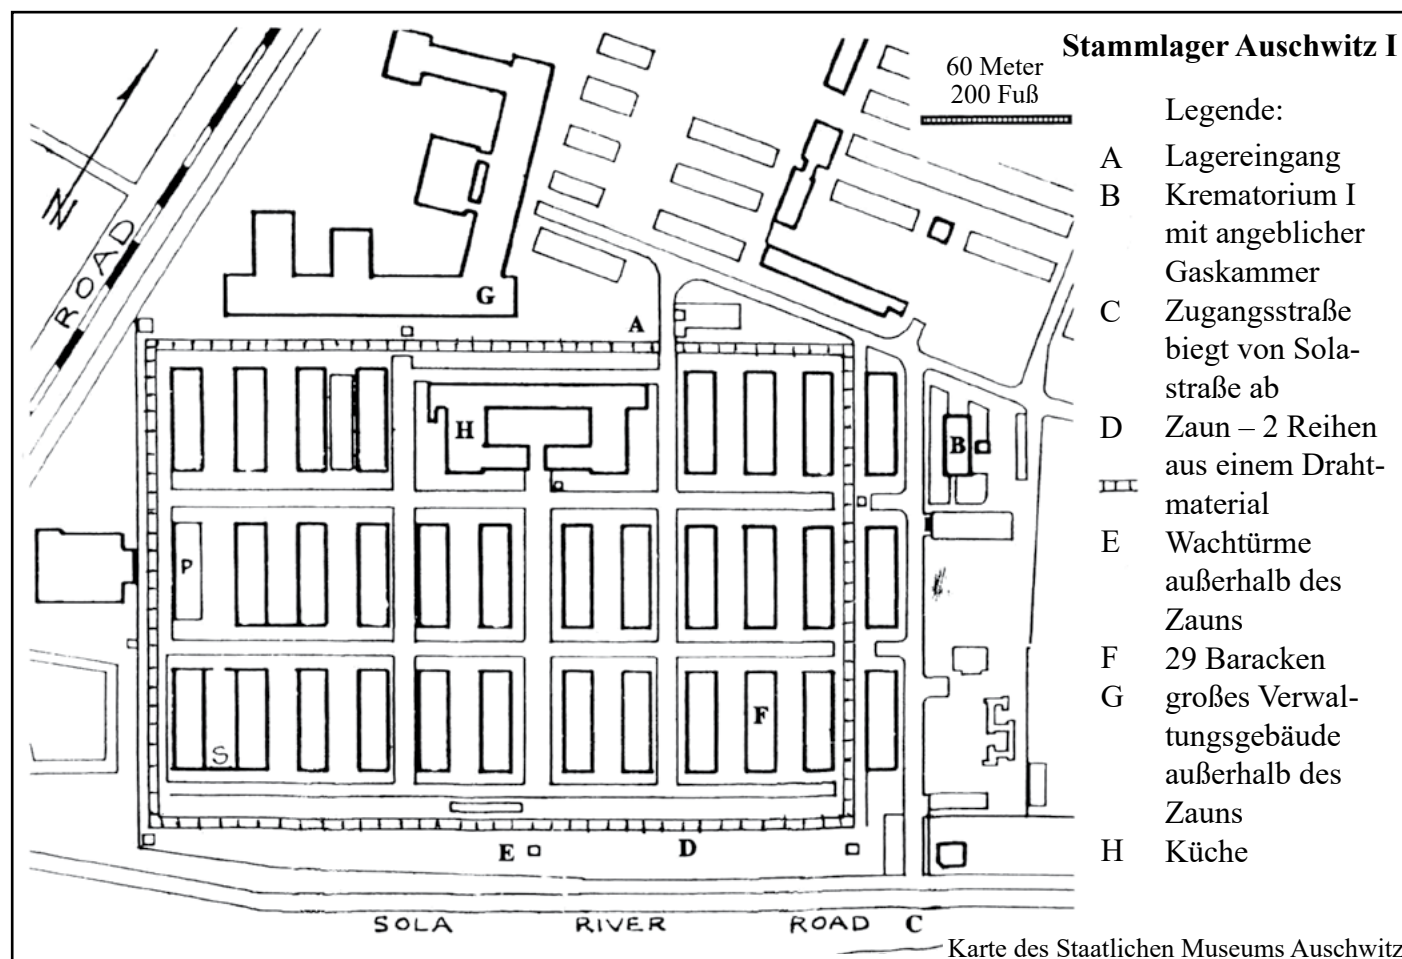 Stammlager Auschwitz I
60 Meter
200 Fuß
Legende:
A Lagereingang
B Krematorium I
mit angeblicher
Gaskammer
C Zugangsstraße
biegt von Sola-
straße ab
D Zaun – 2 Reihen
aus einem Draht-
material
E Wachtürme
außerhalb des
Zauns
F 29 Baracken
G großes Verwal-
tungsgebäude
außerhalb des
Zauns
H Küche
N
ROAD
G
A
H
B
P
F
S
E
D
SOLA RIVER ROAD C
Karte des Staatlichen Museums Auschwitz